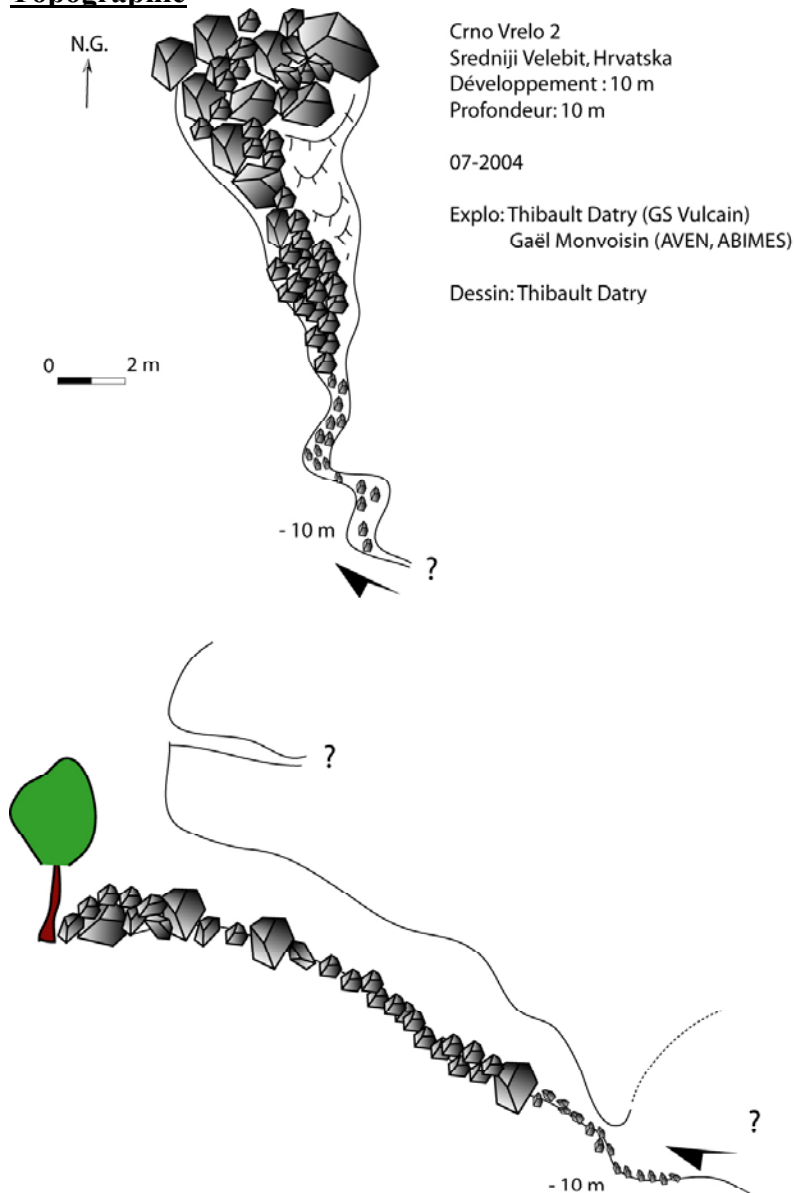 Topographie
N.G.
Crno Vrelo 2
Sredniji Velebit, Hrvatska
Développement : 10 m
Profondeur: 10 m
07-2004
Explo: Thibault Datry (GS Vulcain)
Gaël Monvoisin (AVEN, ABIMES)
Dessin: Thibault Datry
0 2 m
- 10 m
?
?
?
- 10 m